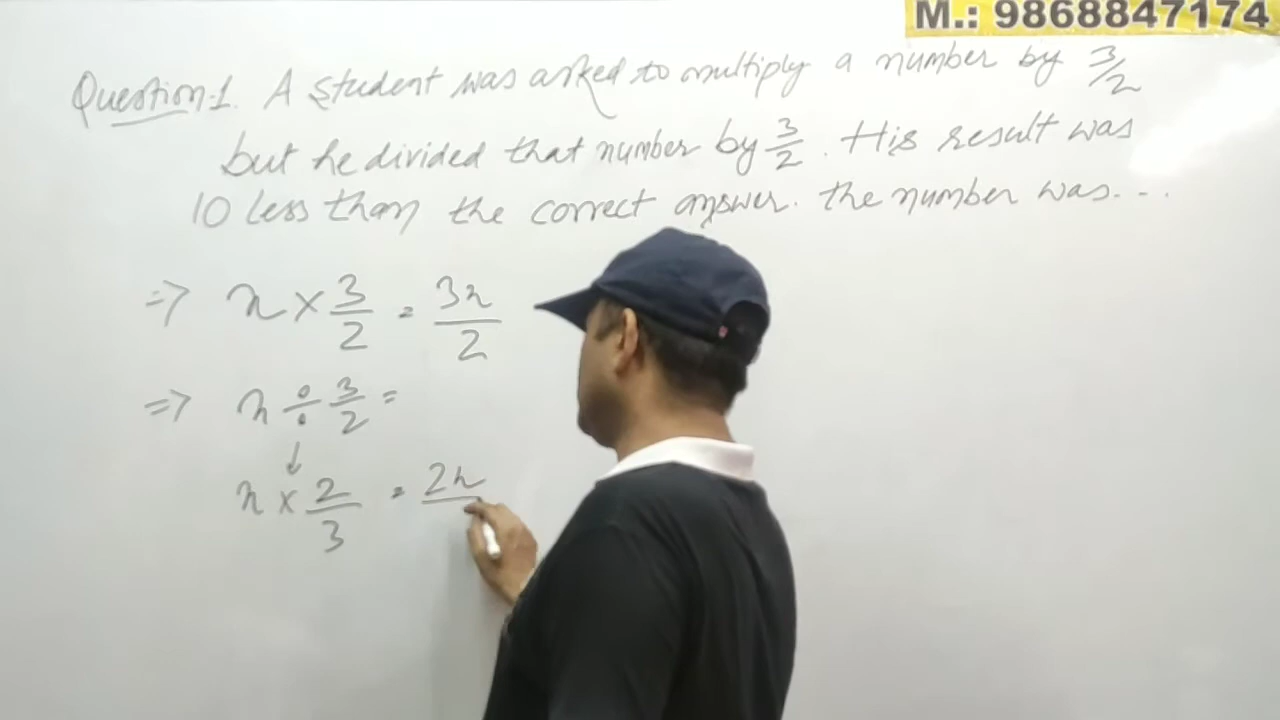 M.: 9868847174
Question-1. A student was asked to multiply a number by 3/2
but he divided that number by 3/2. His result was
10 less than the correct answer. the number was...
=> x × 3/2 = 3x/2
=> x ÷ 3/2 =
↓
x × 2/3 = 2x